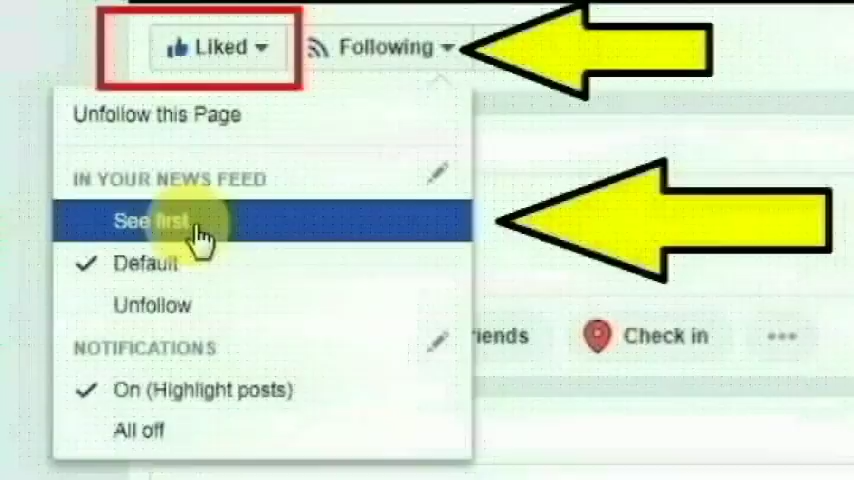 Liked Following
Unfollow this Page
IN YOUR NEWS FEED
See first
Default
Unfollow
riends Check in
NOTIFICATIONS
On (Highlight posts)
All off